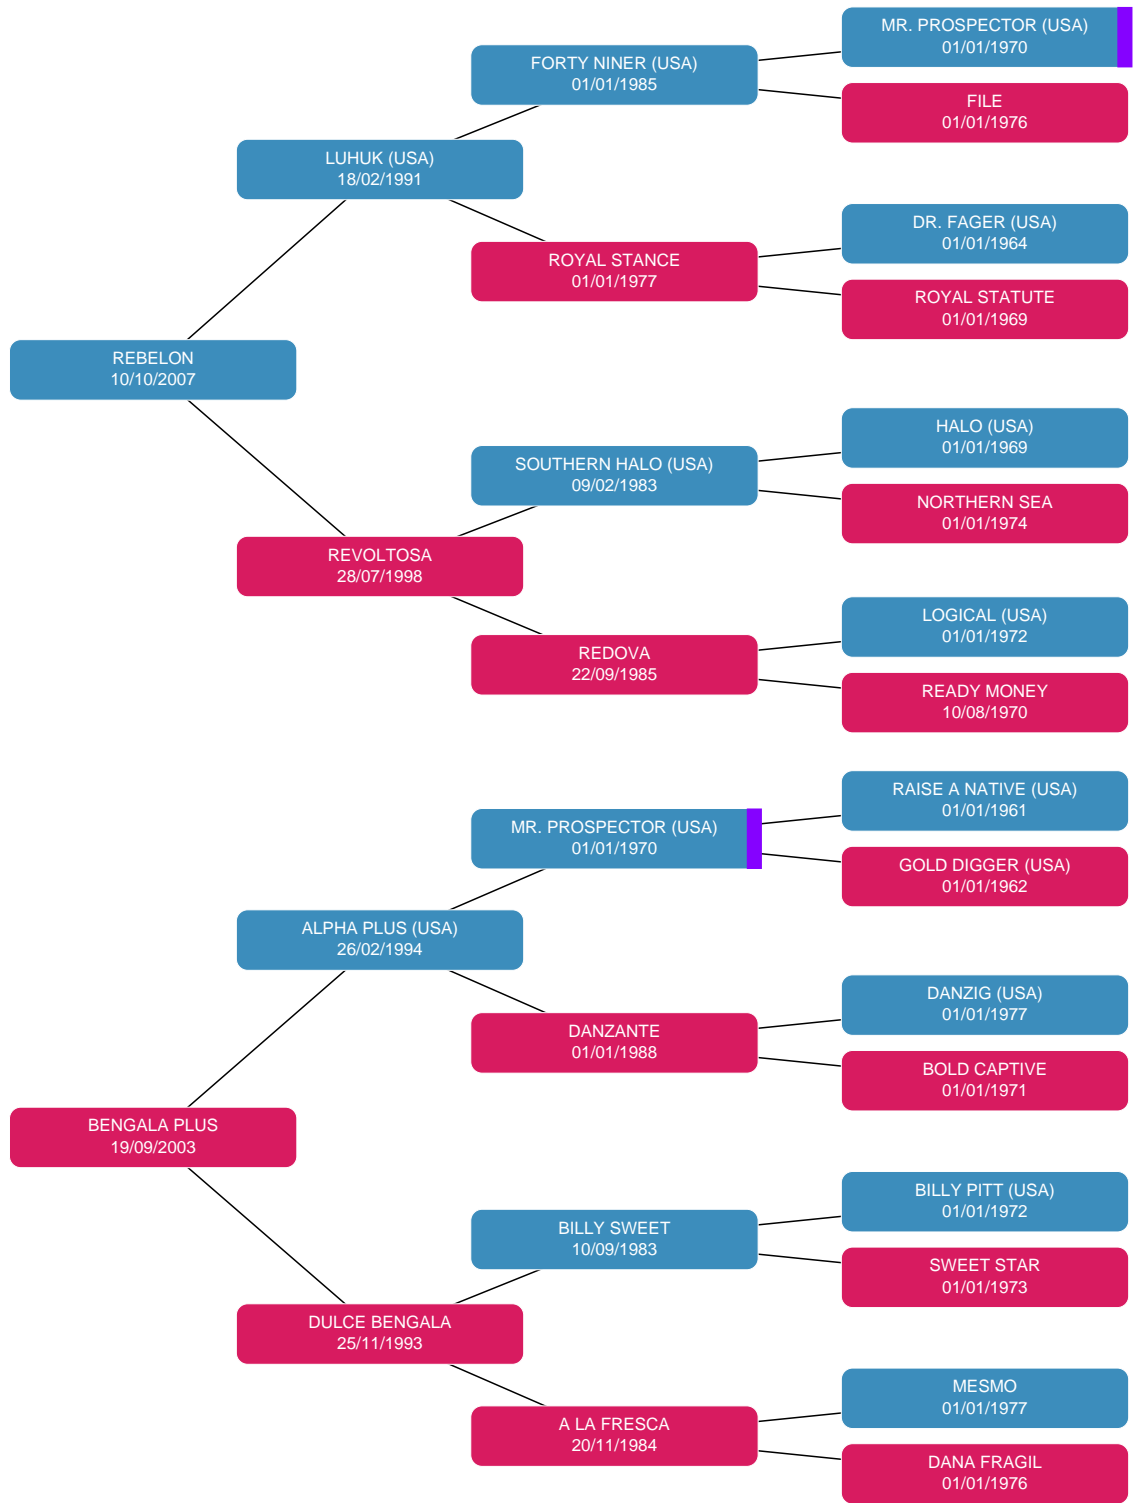 MR. PROSPECTOR (USA)
01/01/1970
FORTY NINER (USA)
01/01/1985
FILE
01/01/1976
LUHUK (USA)
18/02/1991
DR. FAGER (USA)
01/01/1964
ROYAL STANCE
01/01/1977
ROYAL STATUTE
01/01/1969
REBELON
10/10/2007
HALO (USA)
01/01/1969
SOUTHERN HALO (USA)
09/02/1983
NORTHERN SEA
01/01/1974
REVOLTOSA
28/07/1998
LOGICAL (USA)
01/01/1972
REDOVA
22/09/1985
READY MONEY
10/08/1970
RAISE A NATIVE (USA)
01/01/1961
MR. PROSPECTOR (USA)
01/01/1970
GOLD DIGGER (USA)
01/01/1962
ALPHA PLUS (USA)
26/02/1994
DANZIG (USA)
01/01/1977
DANZANTE
01/01/1988
BOLD CAPTIVE
01/01/1971
BENGALA PLUS
19/09/2003
BILLY PITT (USA)
01/01/1972
BILLY SWEET
10/09/1983
SWEET STAR
01/01/1973
DULCE BENGALA
25/11/1993
MESMO
01/01/1977
A LA FRESCA
20/11/1984
DANA FRAGIL
01/01/1976